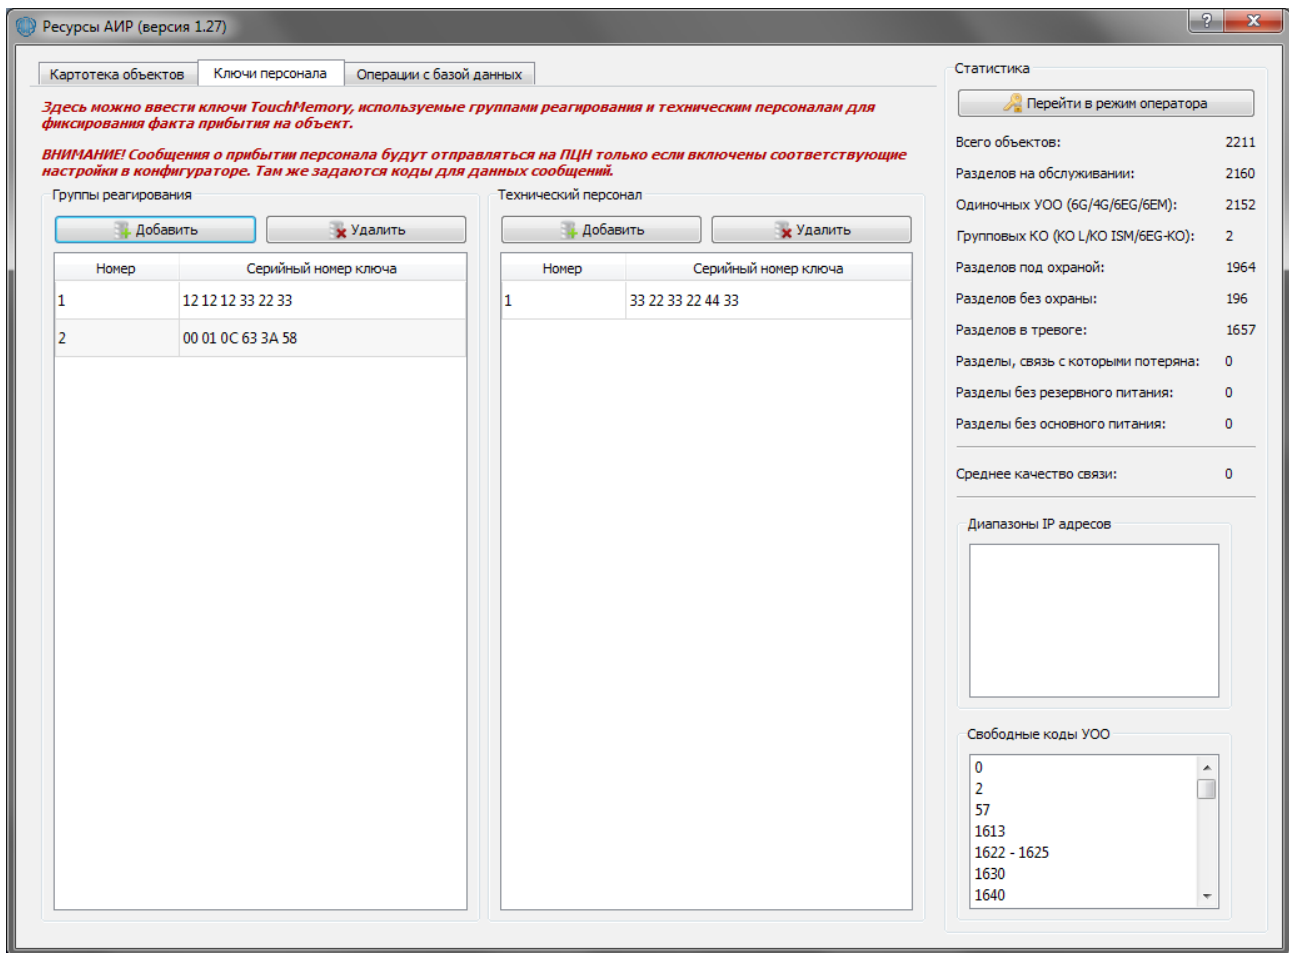 Ресурсы АИР (версия 1.27)
Картотека объектов
Ключи персонала
Операции с базой данных
Здесь можно ввести ключи TouchMemory, используемые группами реагирования и техническим персоналам для
фиксирования факта прибытия на объект.
ВНИМАНИЕ! Сообщения о прибытии персонала будут отправляться на ПЦН только если включены соответствующие
настройки в конфигураторе. Там же задаются коды для данных сообщений.
Группы реагирования
Добавить
Удалить
Номер
Серийный номер ключа
1
12 12 12 33 22 33
2
00 01 0C 63 3A 58
Технический персонал
Добавить
Удалить
Номер
Серийный номер ключа
1
33 22 33 22 44 33
Статистика
Перейти в режим оператора
Всего объектов: 2211
Разделов на обслуживании: 2160
Одиночных УОО (6G/4G/6EG/6EM): 2152
Групповых КО (KO L/KO ISM/6EG-KO): 2
Разделов под охраной: 1964
Разделов без охраны: 196
Разделов в тревоге: 1657
Разделы, связь с которыми потеряна: 0
Разделы без резервного питания: 0
Разделы без основного питания: 0
Среднее качество связи: 0
Диапазоны IP адресов
Свободные коды УОО
0
2
57
1613
1622 - 1625
1630
1640